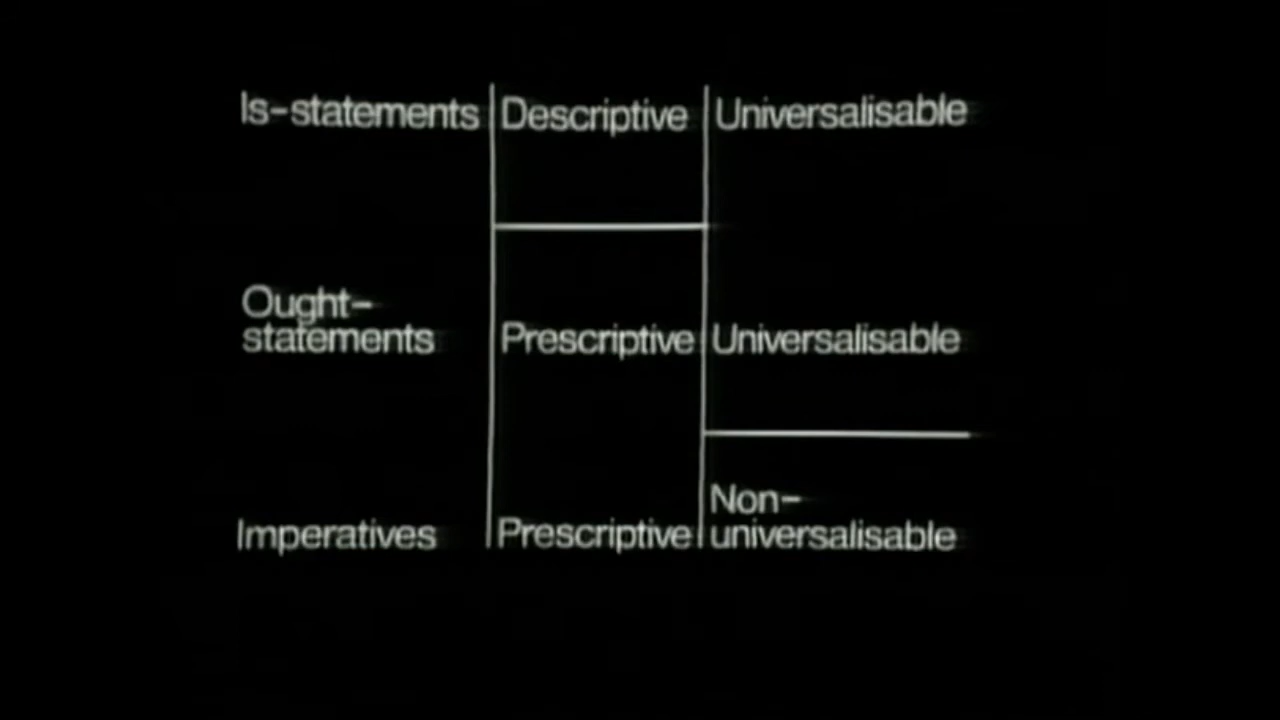 Is-statements Descriptive Universalisable
Ought-
statements Prescriptive Universalisable
Non-
Imperatives Prescriptive universalisable